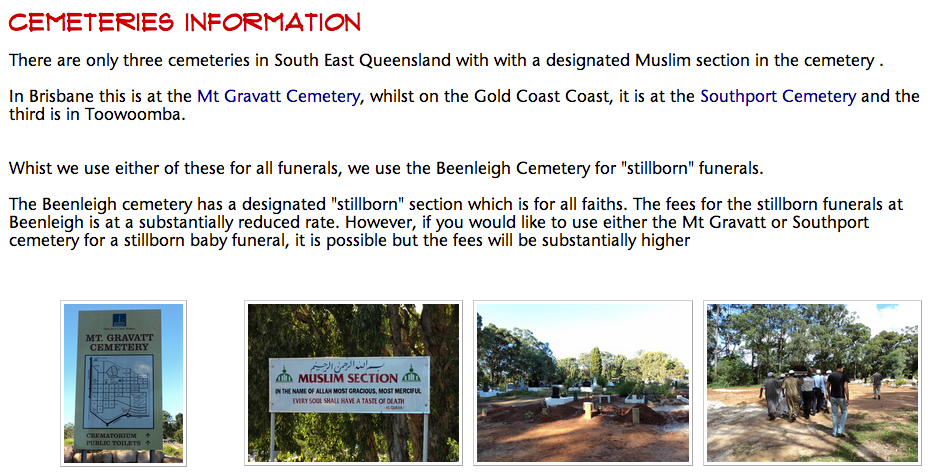 CEMETERIES INFORMATION
There are only three cemeteries in South East Queensland with with a designated Muslim section in the cemetery .
In Brisbane this is at the Mt Gravatt Cemetery, whilst on the Gold Coast Coast, it is at the Southport Cemetery and the
third is in Toowoomba.
Whist we use either of these for all funerals, we use the Beenleigh Cemetery for "stillborn" funerals.
The Beenleigh cemetery has a designated "stillborn" section which is for all faiths. The fees for the stillborn funerals at
Beenleigh is at a substantially reduced rate. However, if you would like to use either the Mt Gravatt or Southport
cemetery for a stillborn baby funeral, it is possible but the fees will be substantially higher
MT. GRAVATT
CEMETERY
CREMATORIUM ↑
PUBLIC TOILETS ↑
بسم الله الرحمن الرحيم
MUSLIM SECTION
IN THE NAME OF ALLAH MOST GRACIOUS, MOST MERCIFUL
EVERY SOUL SHALL HAVE A TASTE OF DEATH